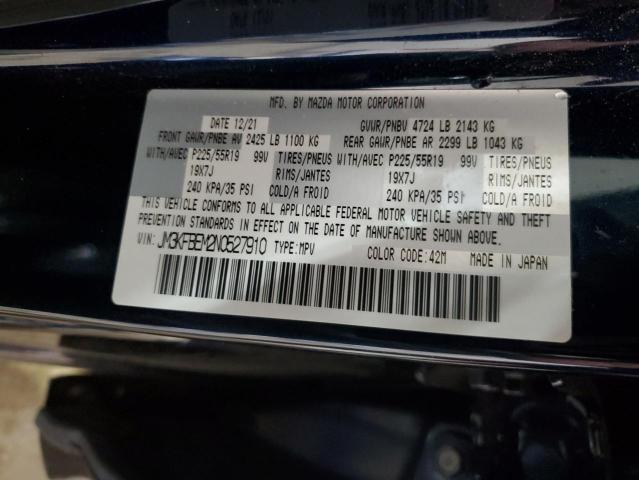 MFD. BY MAZDA MOTOR CORPORATION
DATE 12/21 GVWR/PNBV 4724 LB 2143 KG
FRONT GAWR/PNBE AV 2425 LB 1100 KG REAR GAWR/PNBE AR 2299 LB 1043 KG
WITH/AVEC P225/55R19 99V TIRES/PNEUS WITH/AVEC P225/55R19 99V TIRES/PNEUS
19X7J RIMS/JANTES 19X7J RIMS/JANTES
240 KPA/35 PSI COLD/A FROID 240 KPA/35 PSI COLD/A FROID
THIS VEHICLE CONFORMS TO ALL APPLICABLE FEDERAL MOTOR VEHICLE SAFETY AND THEFT
PREVENTION STANDARDS IN EFFECT ON THE DATE OF MANUFACTURE SHOWN ABOVE.
VIN: JM3KFBEM2N0527910 TYPE:MPV COLOR CODE:42M MADE IN JAPAN